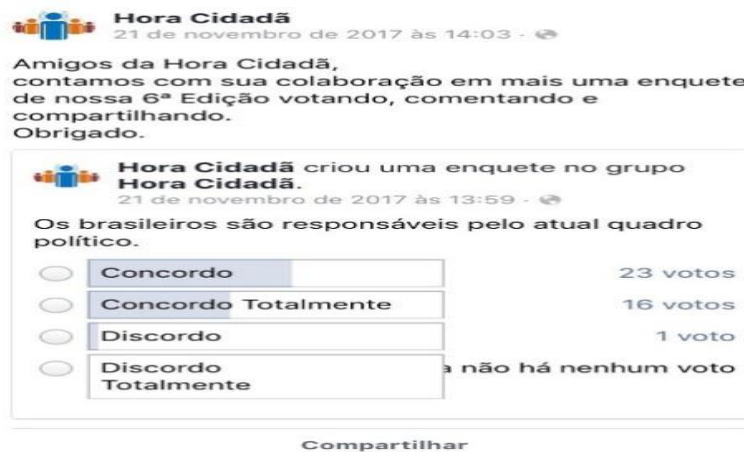 Hora Cidadã
21 de novembro de 2017 às 14:03 ·
Amigos da Hora Cidadã,
contamos com sua colaboração em mais uma enquete
de nossa 6ª Edição votando, comentando e
compartilhando.
Obrigado.
Hora Cidadã criou uma enquete no grupo
Hora Cidadã.
21 de novembro de 2017 às 13:59 ·
Os brasileiros são responsáveis pelo atual quadro
político.
Concordo 23 votos
Concordo Totalmente 16 votos
Discordo 1 voto
Discordo não há nenhum voto
Totalmente
Compartilhar